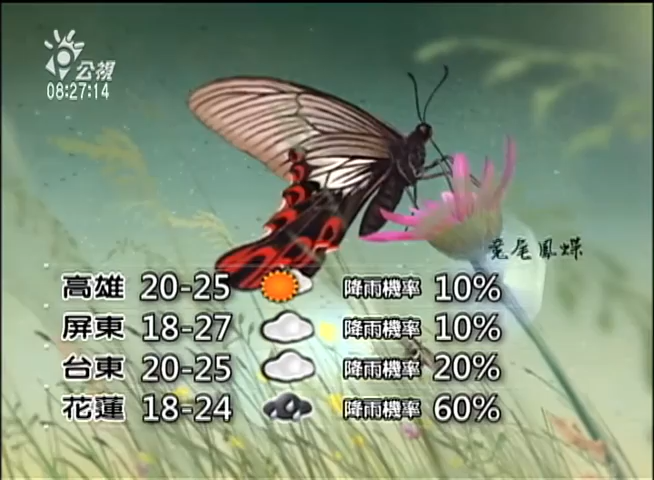 公視
08:27:14
寬尾鳳蝶
高雄 20-25 降雨機率 10%
屏東 18-27 降雨機率 10%
台東 20-25 降雨機率 20%
花蓮 18-24 降雨機率 60%